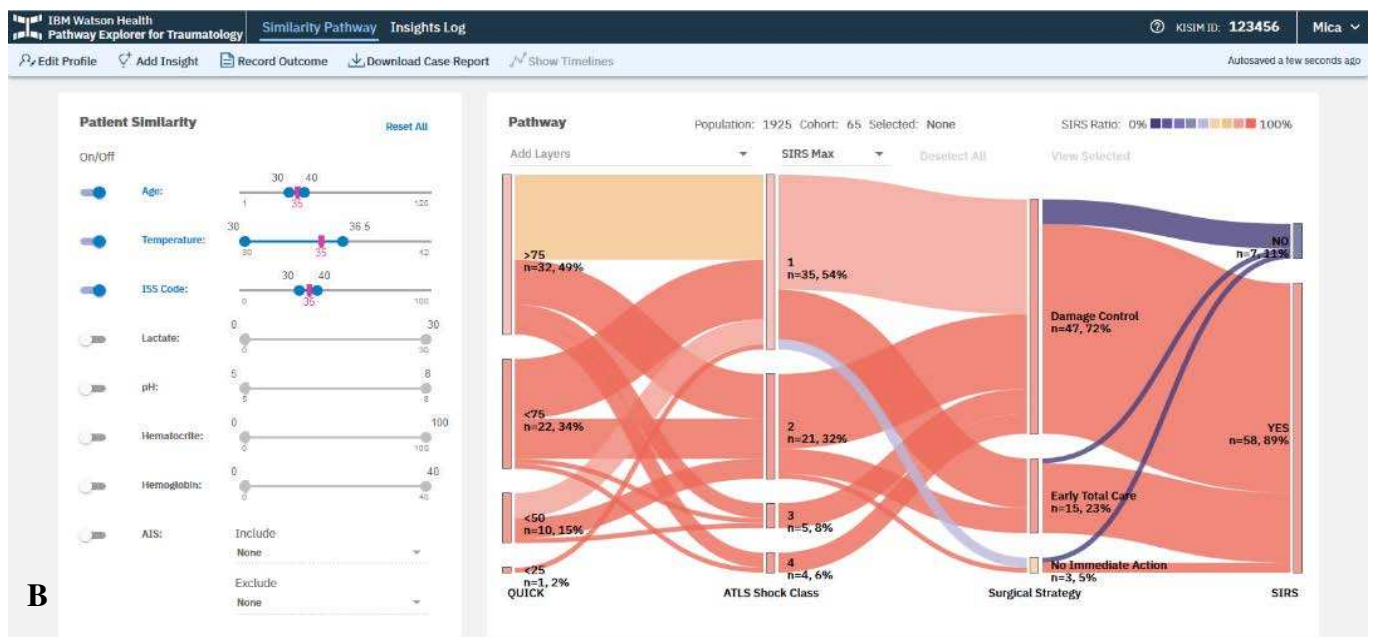 IBM Watson Health
Pathway Explorer for Traumatology
Similarity Pathway Insights Log
KISIM ID: 123456 Mica
Edit Profile Add Insight Record Outcome Download Case Report Show Timelines Autosaved a few seconds ago
Patient Similarity Reset All
On/Off
Age: 30 40
1 35 120
Temperature: 30 36.5
30 35 42
ISS Code: 30 40
0 35 100
Lactate: 0 30
0 30
pH: 5 8
5 8
Hematocrite: 0 100
0 100
Hemoglobin: 0 40
0 40
AIS: Include
None
Exclude
None
B
Pathway Population: 1925 Cohort: 65 Selected: None SIRS Ratio: 0% 100%
Add Layers SIRS Max Deselect All View Selected
>75
n=32, 49%
<75
n=22, 34%
<50
n=10, 15%
<25
n=1, 2%
QUICK
1
n=35, 54%
2
n=21, 32%
3
n=5, 8%
4
n=4, 6%
ATLS Shock Class
Damage Control
n=47, 72%
Early Total Care
n=15, 23%
No Immediate Action
n=3, 5%
Surgical Strategy
NO
n=7, 11%
YES
n=58, 89%
SIRS